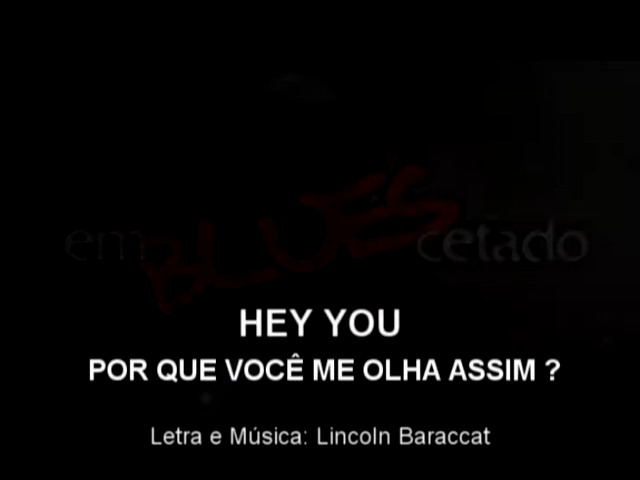 em BLUES cetado
HEY YOU
POR QUE VOCÊ ME OLHA ASSIM ?
Letra e Música: Lincoln Baraccat